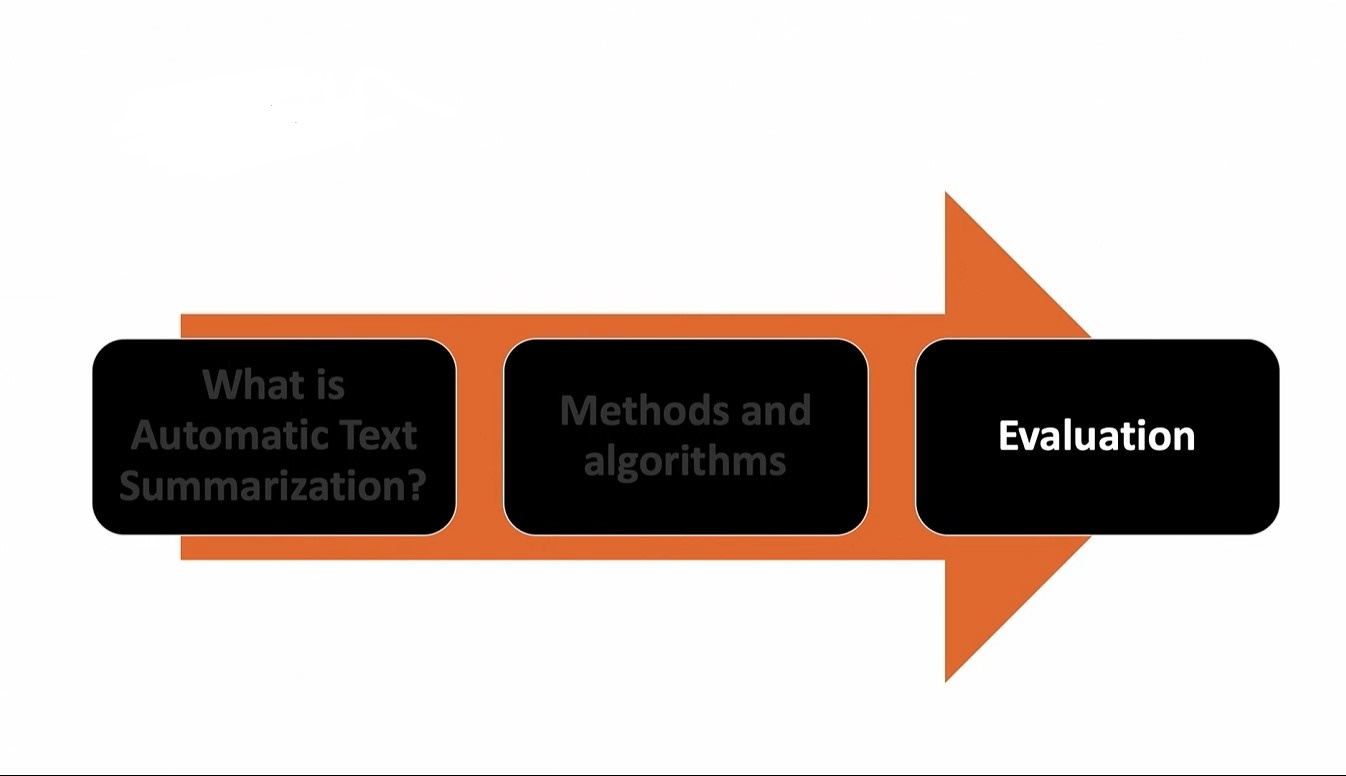 What is
Automatic Text
Summarization?
Methods and
algorithms
Evaluation